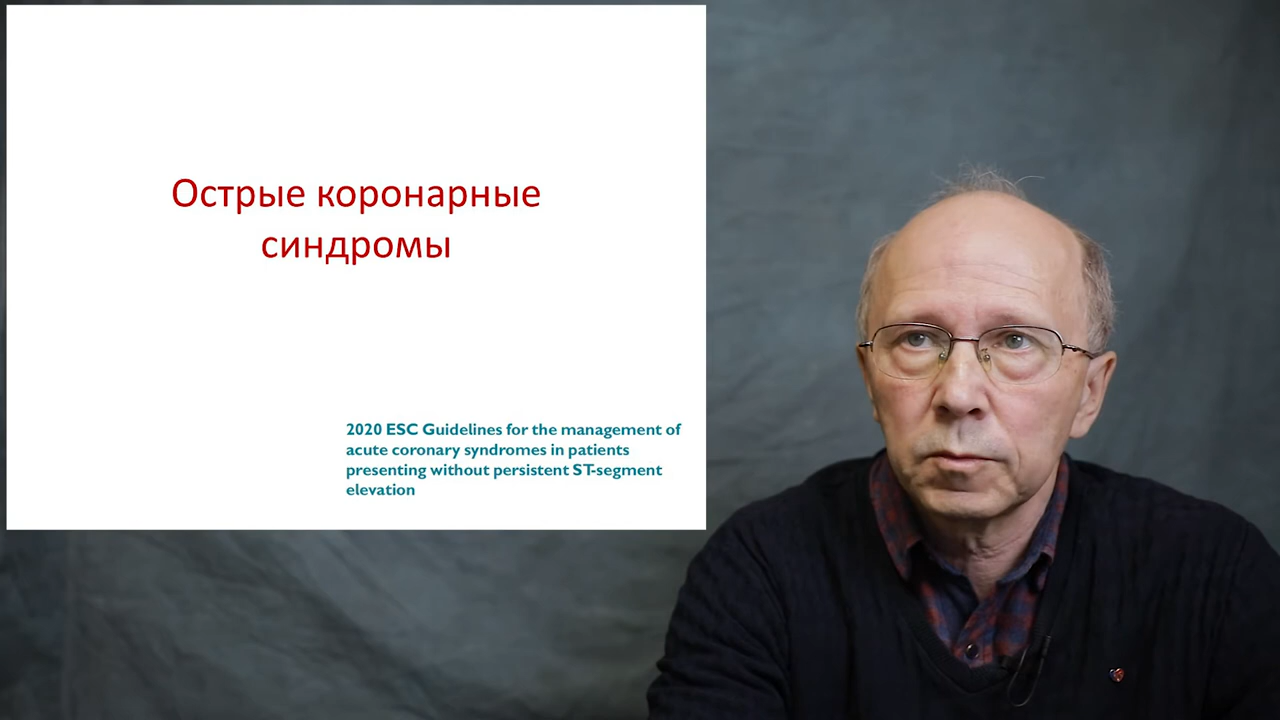 Острые коронарные
синдромы
2020 ESC Guidelines for the management of
acute coronary syndromes in patients
presenting without persistent ST-segment
elevation